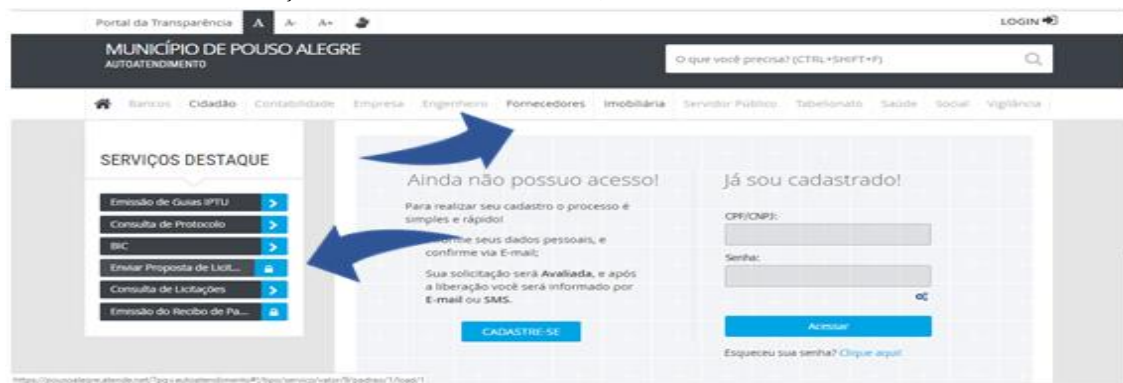 Portal da Transparência A A- A+ LOGIN
MUNICÍPIO DE POUSO ALEGRE
AUTOATENDIMENTO
O que você precisa? (CTRL+SHIFT+F)
Bancos Cidadão Contabilidade Empresa Engenheiro Fornecedores Imobiliária Servidor Público Tabelionato Saúde Social Vigilância
SERVIÇOS DESTAQUE
Emissão de Guias IPTU
Consulta de Protocolo
BIC
Enviar Proposta de Licit...
Consulta de Licitações
Emissão do Recibo de Pa...
Ainda não possuo acesso!
Para realizar seu cadastro o processo é
simples e rápido!
forme seus dados pessoais, e
confirme via E-mail;
Sua solicitação será Avaliada, e após
a liberação você será informado por
E-mail ou SMS.
CADASTRE-SE
Já sou cadastrado!
CPF/CNPJ:
Senha:
Acessar
Esqueceu sua senha? Clique aqui!